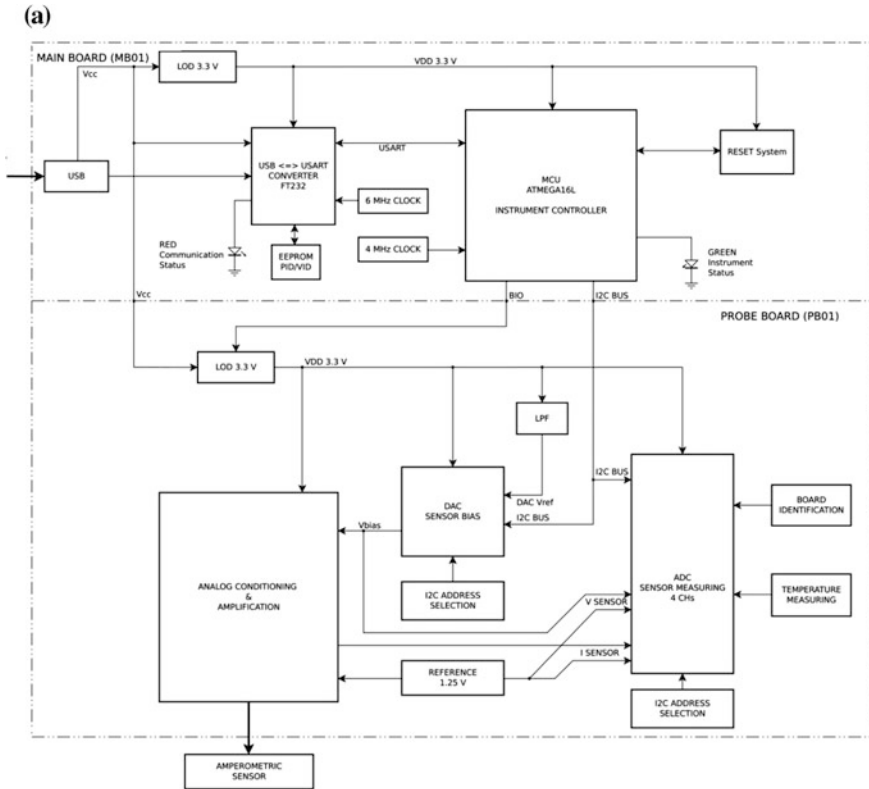 (a)
MAIN BOARD (MB01)
LOD 3.3 V
VDD 3.3 V
Vcc
USB
USB <=> USART
CONVERTER
FT232
USART
MCU
ATMEGA16L
INSTRUMENT CONTROLLER
RESET System
6 MHz CLOCK
4 MHz CLOCK
RED
Communication
Status
EEPROM
PID/VID
GREEN
Instrument
Status
Vcc
BIO
I2C BUS
PROBE BOARD (PB01)
LOD 3.3 V
VDD 3.3 V
LPF
I2C BUS
DAC
SENSOR BIAS
DAC Vref
I2C BUS
Vbias
BOARD
IDENTIFICATION
ANALOG CONDITIONING
&
AMPLIFICATION
I2C ADDRESS
SELECTION
ADC
SENSOR MEASURING
4 CHs
TEMPERATURE
MEASURING
V SENSOR
I SENSOR
REFERENCE
1.25 V
I2C ADDRESS
SELECTION
AMPEROMETRIC
SENSOR